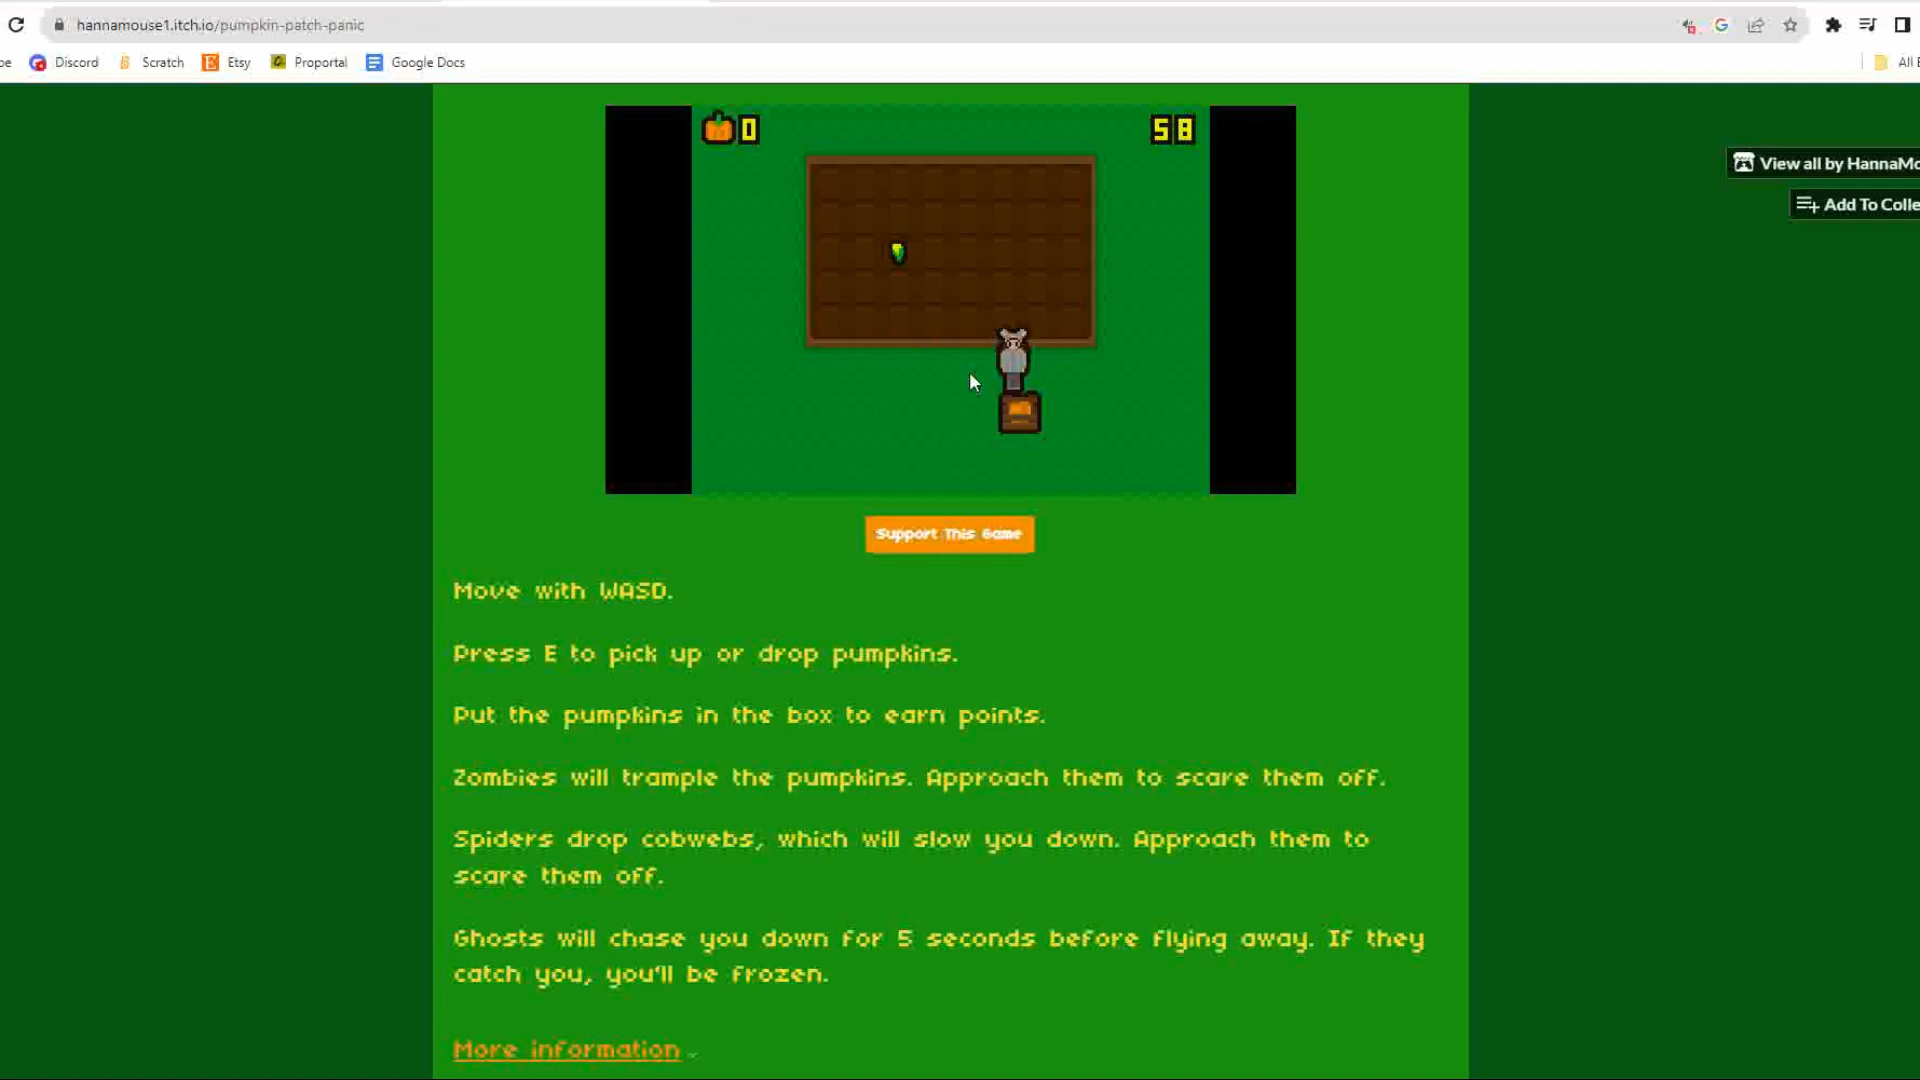 hannamouse1.itch.io/pumpkin-patch-panic
Discord Scratch Etsy Proportal Google Docs All
0 58
View all by
Add To
Support This Game
Move with WASD.
Press E to pick up or drop pumpkins.
Put the pumpkins in the box to earn points.
Zombies will trample the pumpkins. Approach them to scare them off.
Spiders drop cobwebs, which will slow you down. Approach them to
scare them off.
Ghosts will chase you down for 5 seconds before flying away. If they
catch you, you'll be frozen.
More information